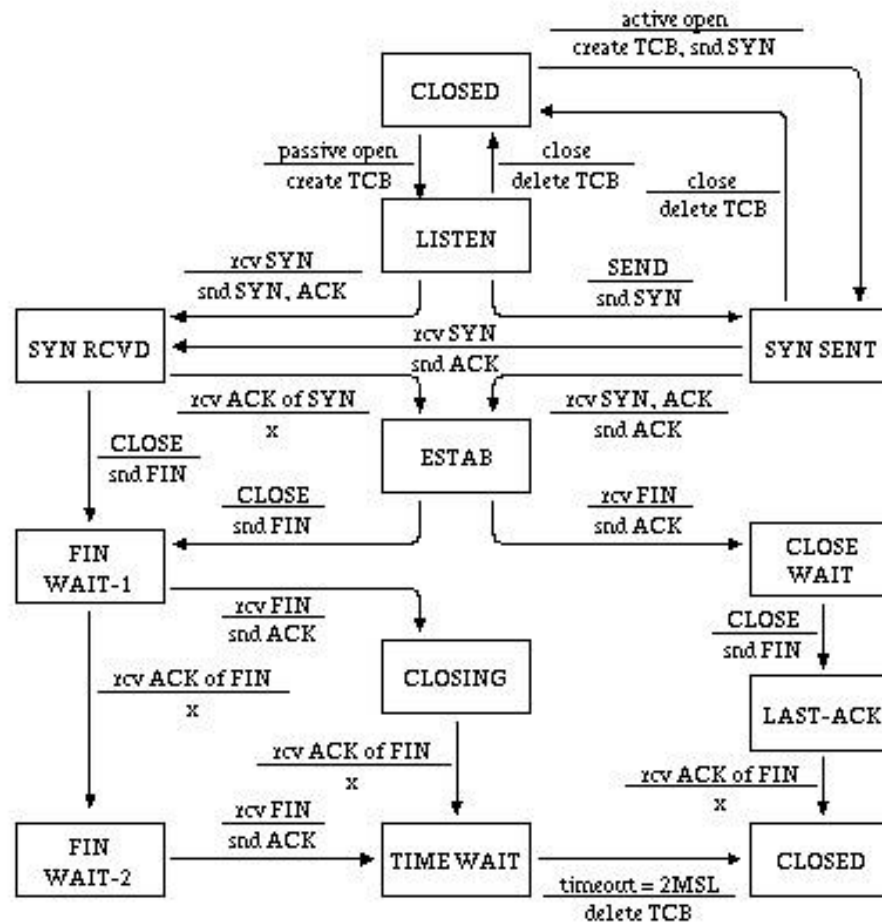 active open
create TCB, snd SYN
CLOSED
passive open
create TCB
close
delete TCB
close
delete TCB
LISTEN
rcv SYN
snd SYN, ACK
SEND
snd SYN
SYN RCVD
rcv SYN
snd ACK
SYN SENT
rcv ACK of SYN
x
rcv SYN, ACK
snd ACK
CLOSE
snd FIN
ESTAB
CLOSE
snd FIN
rcv FIN
snd ACK
FIN
WAIT-1
CLOSE
WAIT
rcv FIN
snd ACK
CLOSE
snd FIN
CLOSING
rcv ACK of FIN
x
LAST-ACK
rcv ACK of FIN
x
rcv ACK of FIN
x
FIN
WAIT-2
rcv FIN
snd ACK
TIME WAIT
timeout = 2MSL
delete TCB
CLOSED